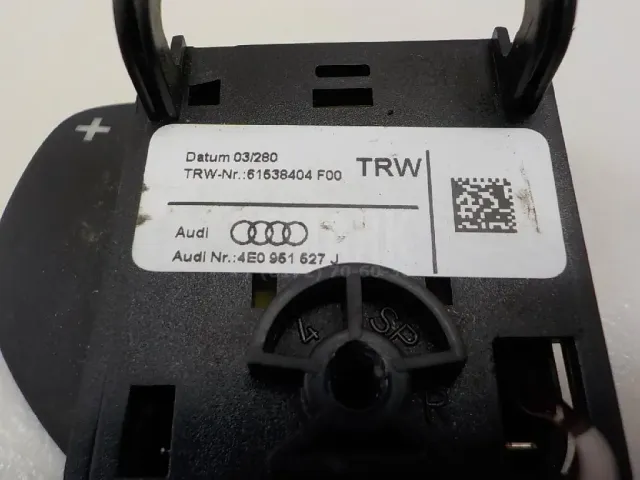 +
Datum 03/280
TRW-Nr.:61638404 F00
TRW
Audi
Audi Nr.:4E0 951 527 J
4 SP